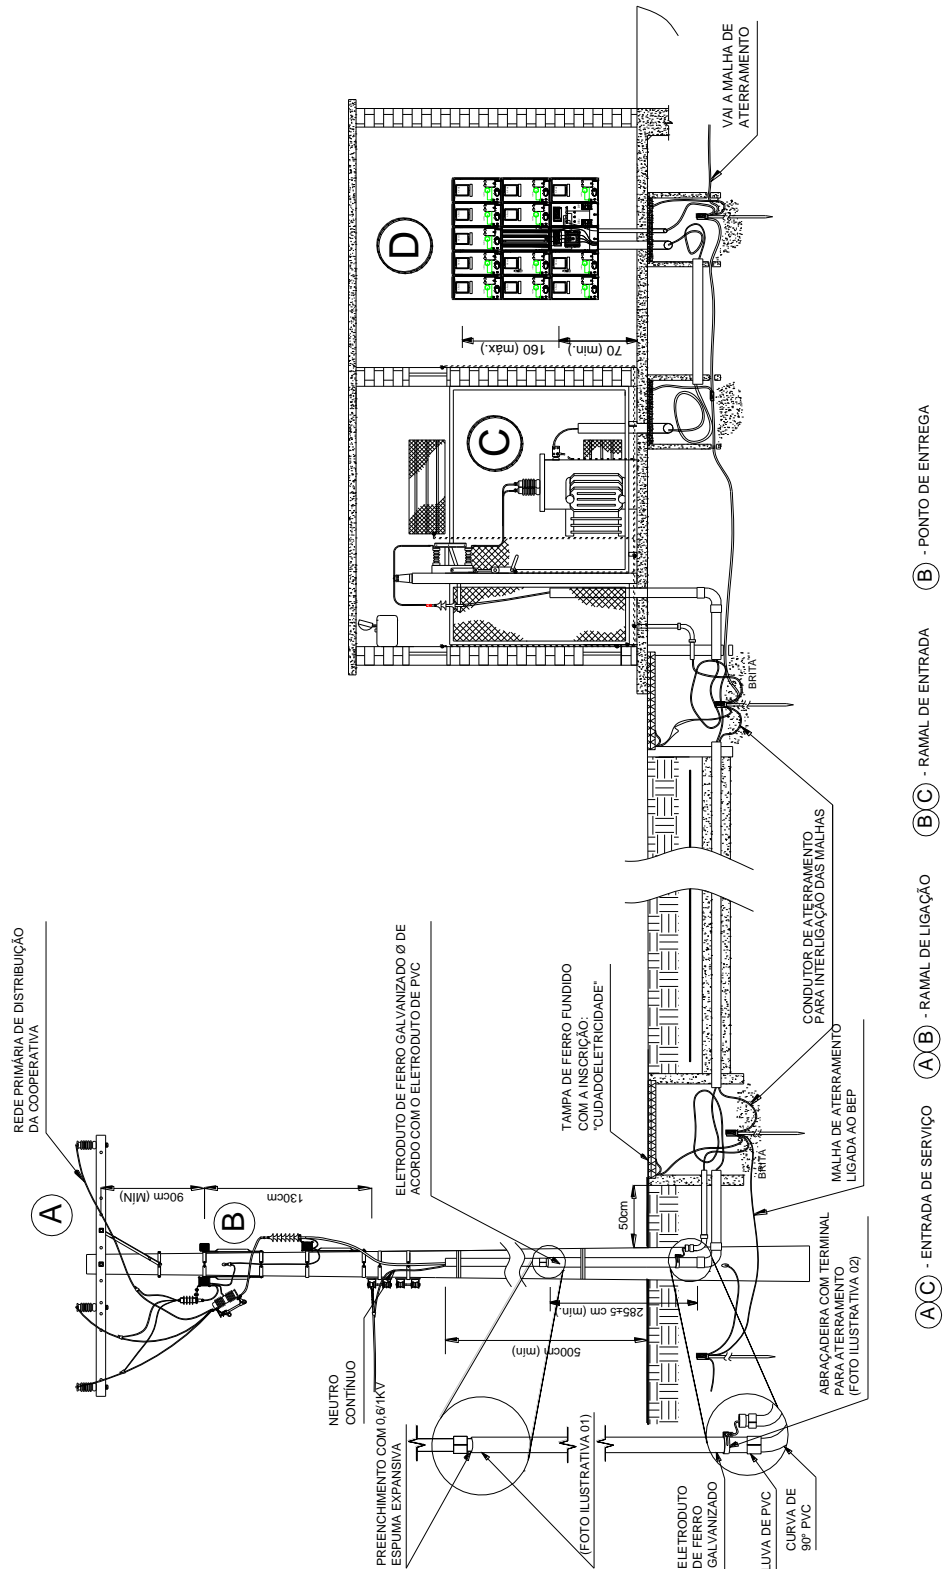 REDE PRIMÁRIA DE DISTRIBUIÇÃO
DA COOPERATIVA
A
90cm (MÍN)
B
130cm
NEUTRO
CONTÍNUO
PREENCHIMENTO COM
ESPUMA EXPANSIVA
0,6/1KV
ELETRODUTO DE FERRO GALVANIZADO Ø DE
ACORDO COM O ELETRODUTO DE PVC
500cm (min)
285±5 cm (mín.)
(FOTO ILUSTRATIVA 01)
TAMPA DE FERRO FUNDIDO
COM A INSCRIÇÃO:
"CUDADOELETRICIDADE"
50cm
ELETRODUTO
DE FERRO
GALVANIZADO
LUVA DE PVC
CURVA DE
90° PVC
ABRAÇADEIRA COM TERMINAL
PARA ATERRAMENTO
(FOTO ILUSTRATIVA 02)
MALHA DE ATERRAMENTO
LIGADA AO BEP
BRITA
CONDUTOR DE ATERRAMENTO
PARA INTERLIGAÇÃO DAS MALHAS
BRITA
C
D
160 (máx.)
70 (min.)
VAI A MALHA DE
ATERRAMENTO
A C - ENTRADA DE SERVIÇO
A B - RAMAL DE LIGAÇÃO
B C - RAMAL DE ENTRADA
B - PONTO DE ENTREGA